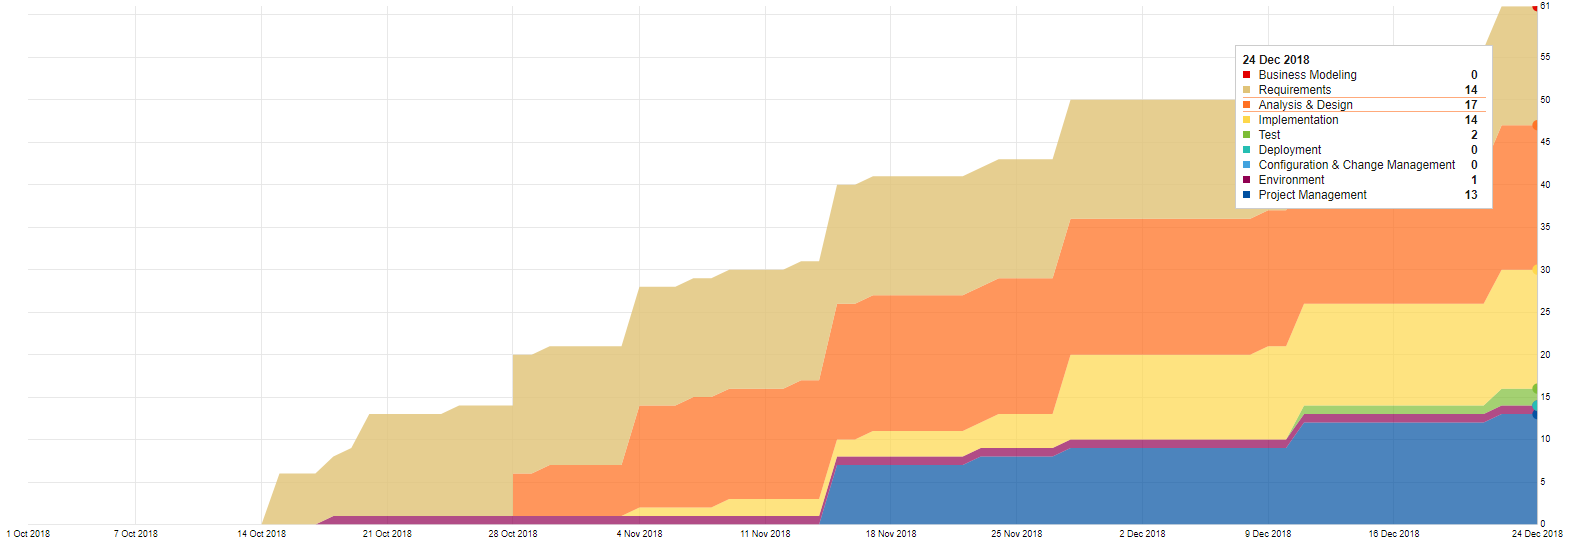 61
24 Dec 2018
Business Modeling 0
Requirements 14
Analysis & Design 17
Implementation 14
Test 2
Deployment 0
Configuration & Change Management 0
Environment 1
Project Management 13
55
50
45
40
35
30
25
20
15
10
5
0
1 Oct 2018 7 Oct 2018 14 Oct 2018 21 Oct 2018 28 Oct 2018 4 Nov 2018 11 Nov 2018 18 Nov 2018 25 Nov 2018 2 Dec 2018 9 Dec 2018 16 Dec 2018 24 Dec 2018